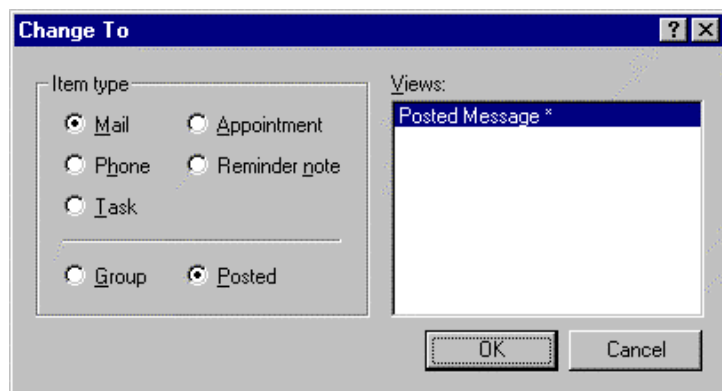 Change To
Item type
Mail
Appointment
Phone
Reminder note
Task
Group
Posted
Views:
Posted Message *
OK
Cancel